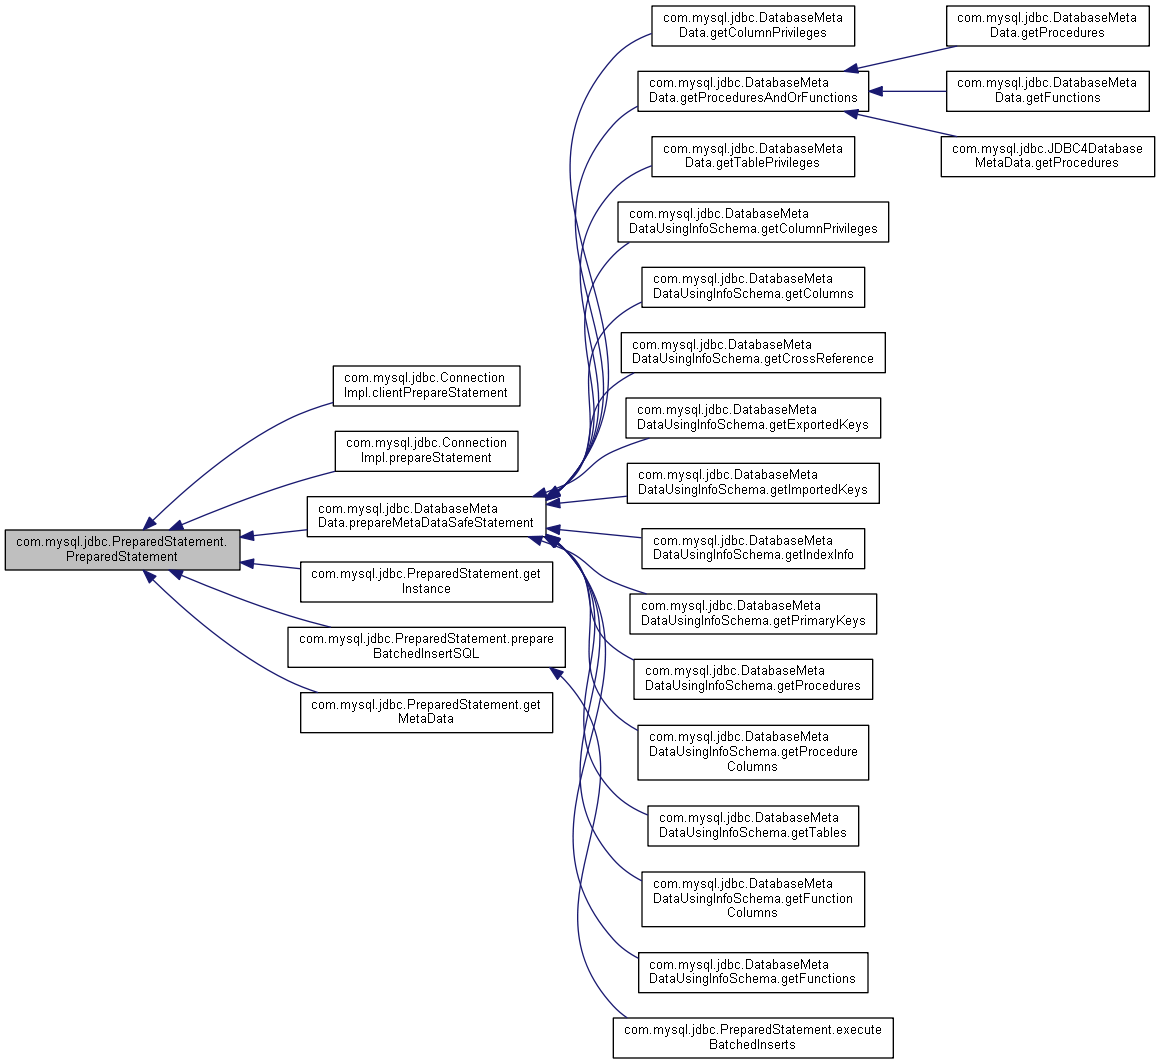 com.mysql.jdbc.DatabaseMeta
Data.getColumnPrivileges
com.mysql.jdbc.DatabaseMeta
Data.getProcedures
com.mysql.jdbc.DatabaseMeta
Data.getProceduresAndOrFunctions
com.mysql.jdbc.DatabaseMeta
Data.getFunctions
com.mysql.jdbc.DatabaseMeta
Data.getTablePrivileges
com.mysql.jdbc.JDBC4Database
MetaData.getProcedures
com.mysql.jdbc.DatabaseMeta
DataUsingInfoSchema.getColumnPrivileges
com.mysql.jdbc.DatabaseMeta
DataUsingInfoSchema.getColumns
com.mysql.jdbc.DatabaseMeta
DataUsingInfoSchema.getCrossReference
com.mysql.jdbc.Connection
Impl.clientPrepareStatement
com.mysql.jdbc.DatabaseMeta
DataUsingInfoSchema.getExportedKeys
com.mysql.jdbc.Connection
Impl.prepareStatement
com.mysql.jdbc.DatabaseMeta
DataUsingInfoSchema.getImportedKeys
com.mysql.jdbc.DatabaseMeta
Data.prepareMetaDataSafeStatement
com.mysql.jdbc.PreparedStatement.
PreparedStatement
com.mysql.jdbc.DatabaseMeta
DataUsingInfoSchema.getIndexInfo
com.mysql.jdbc.PreparedStatement.get
Instance
com.mysql.jdbc.DatabaseMeta
DataUsingInfoSchema.getPrimaryKeys
com.mysql.jdbc.PreparedStatement.prepare
BatchedInsertSQL
com.mysql.jdbc.DatabaseMeta
DataUsingInfoSchema.getProcedures
com.mysql.jdbc.PreparedStatement.get
MetaData
com.mysql.jdbc.DatabaseMeta
DataUsingInfoSchema.getProcedure
Columns
com.mysql.jdbc.DatabaseMeta
DataUsingInfoSchema.getTables
com.mysql.jdbc.DatabaseMeta
DataUsingInfoSchema.getFunction
Columns
com.mysql.jdbc.DatabaseMeta
DataUsingInfoSchema.getFunctions
com.mysql.jdbc.PreparedStatement.execute
BatchedInserts